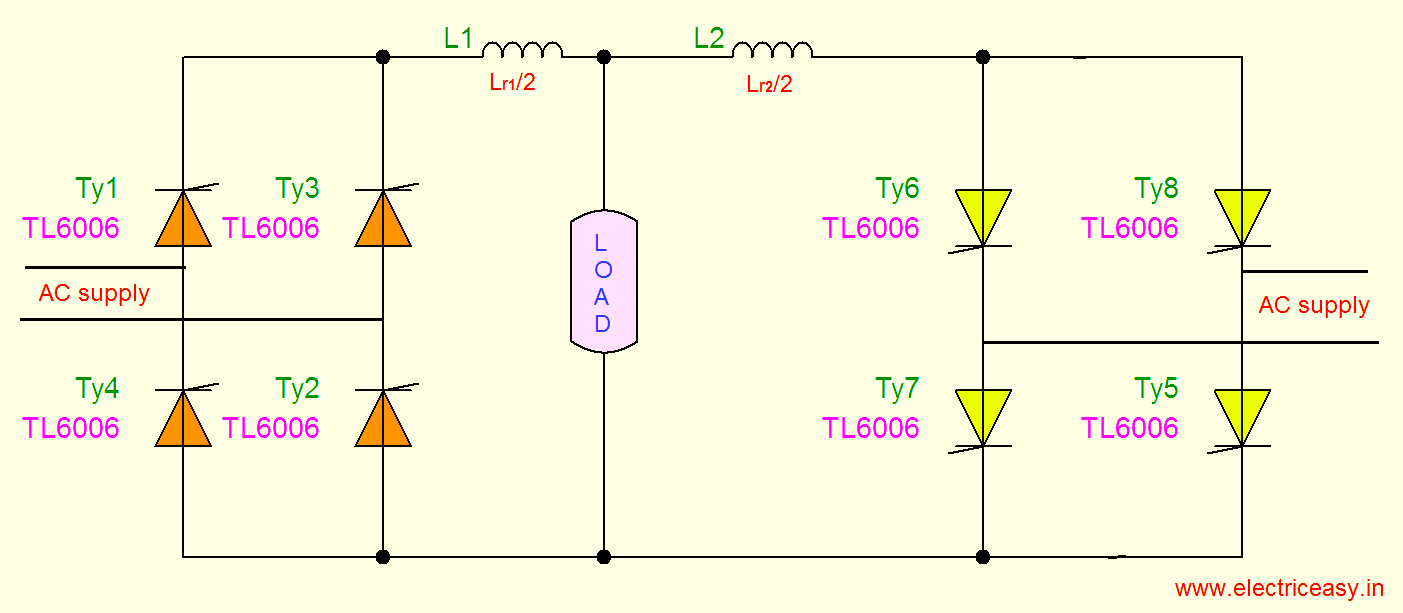 L1
L2
Lr1/2
Lr2/2
Ty1
Ty3
Ty6
Ty8
TL6006
TL6006
TL6006
TL6006
L
O
A
D
AC supply
AC supply
Ty4
Ty2
Ty7
Ty5
TL6006
TL6006
TL6006
TL6006
www.electriceasy.in